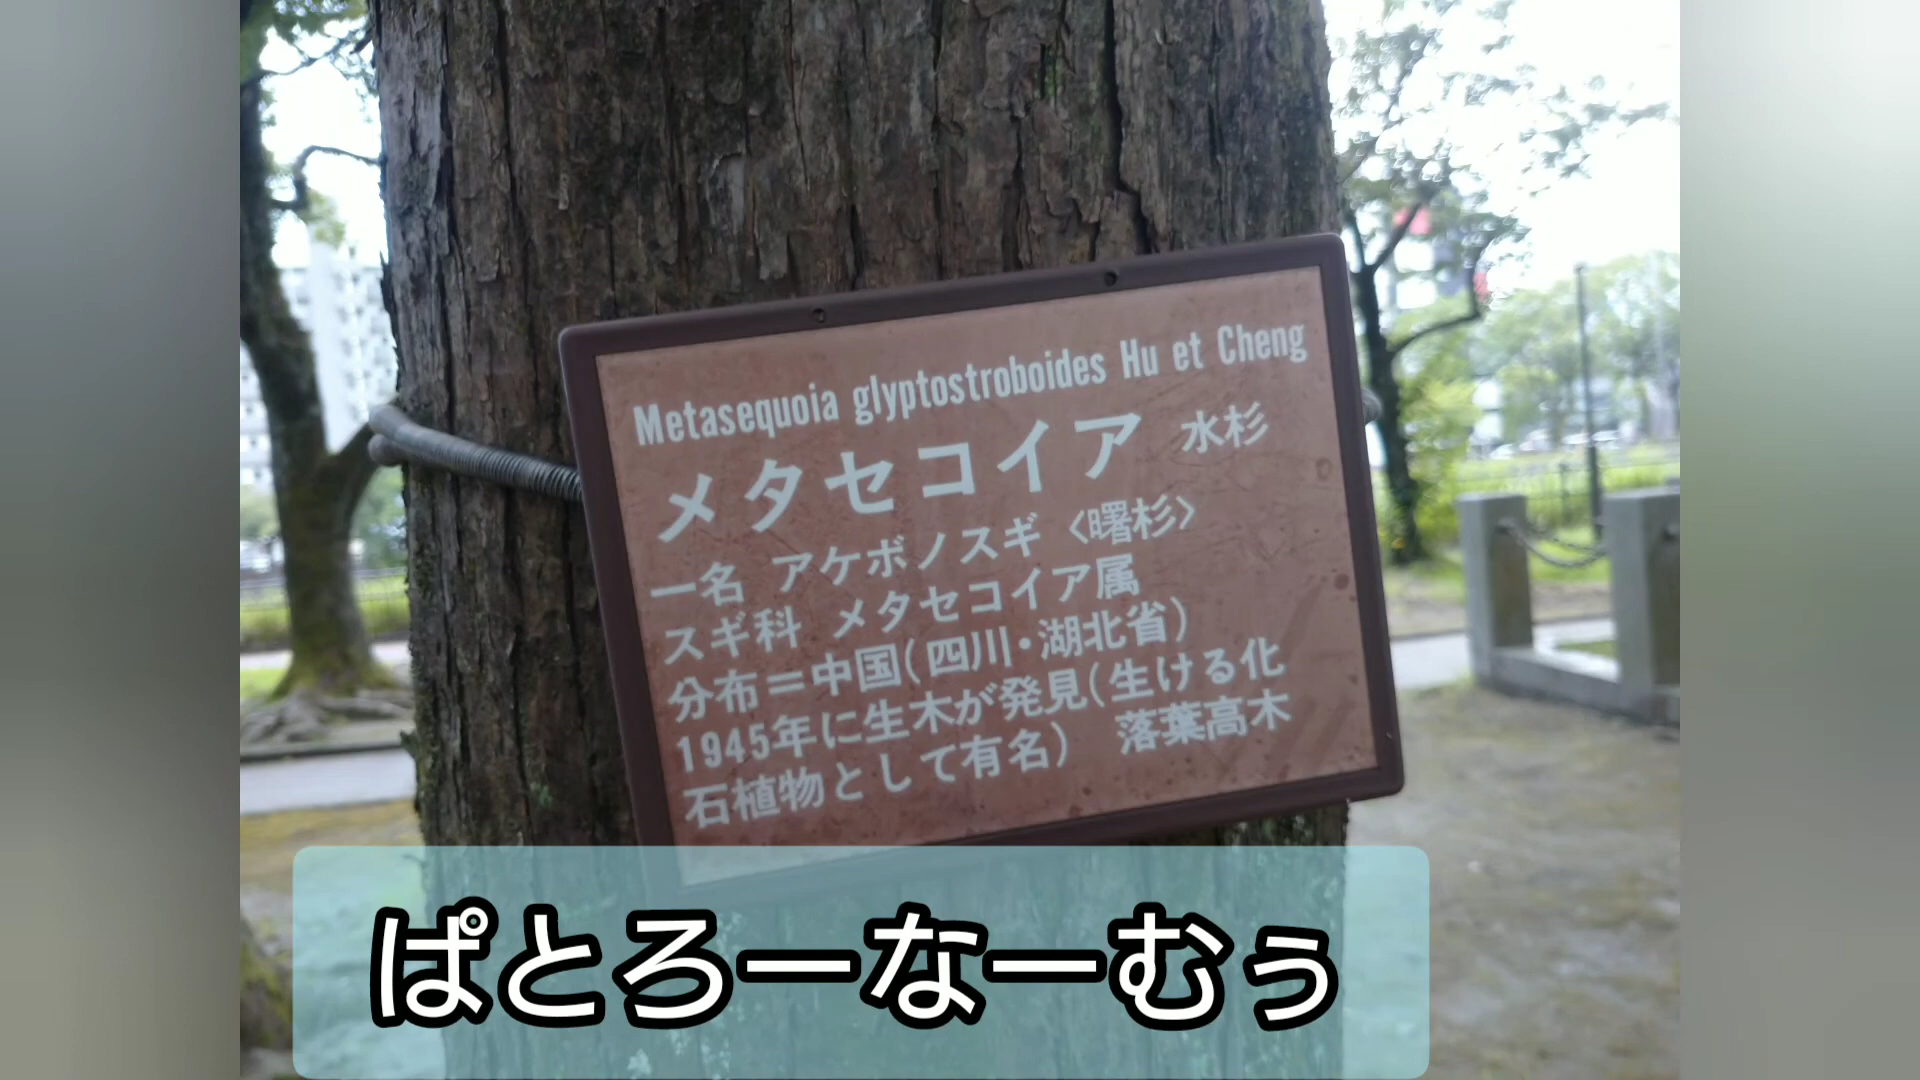 Metasequoia glyptostroboides Hu et Cheng
メタセコイア 水杉
一名 アケボノスギ〈曙杉〉
スギ科 メタセコイア属
分布=中国(四川・湖北省)
1945年に生木が発見(生ける化
石植物として有名) 落葉高木
ぱとろーなーむぅ